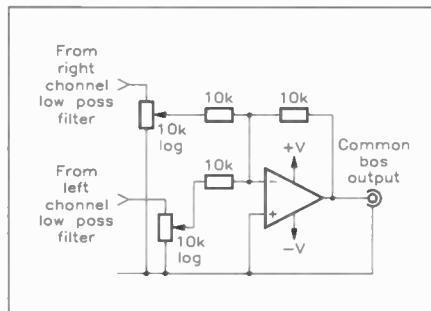 From
right
channel
low poss
filter
10k
log
10k
10k
From
left
channel
low poss
filter
10k
log
10k
-
+
+V
-V
Common
bos
output